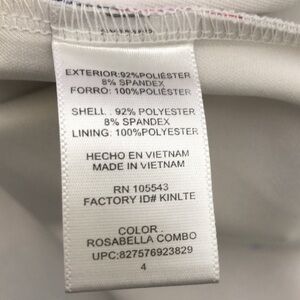 EXTERIOR:92%POLIÉSTER
8% SPANDEX
FORRO: 100%POLIÉSTER
SHELL : 92% POLYESTER
8% SPANDEX
LINING: 100%POLYESTER
HECHO EN VIETNAM
MADE IN VIETNAM
RN 105543
FACTORY ID# KINLTE
COLOR :
ROSABELLA COMBO
UPC:827576923829
4